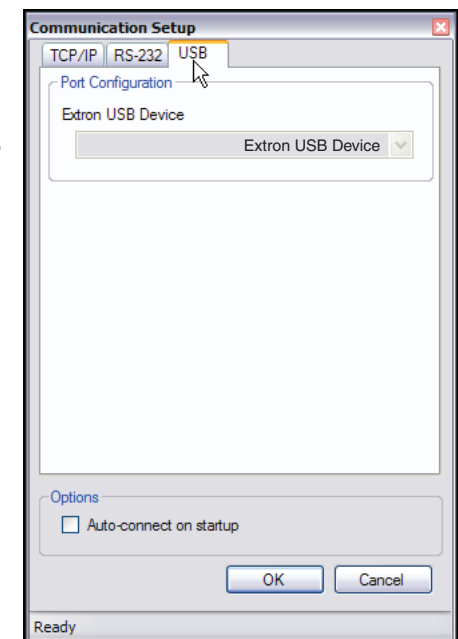 Communication Setup
TCP/IP RS-232 USB
Port Configuration
Extron USB Device
Extron USB Device
Options
Auto-connect on startup
OK Cancel
Ready